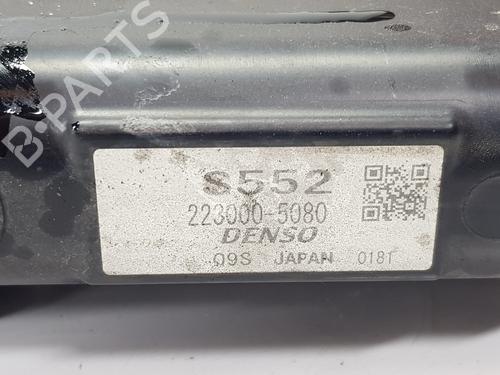 B-PARTS
S552
223000-5080
DENSO
09S JAPAN 0181